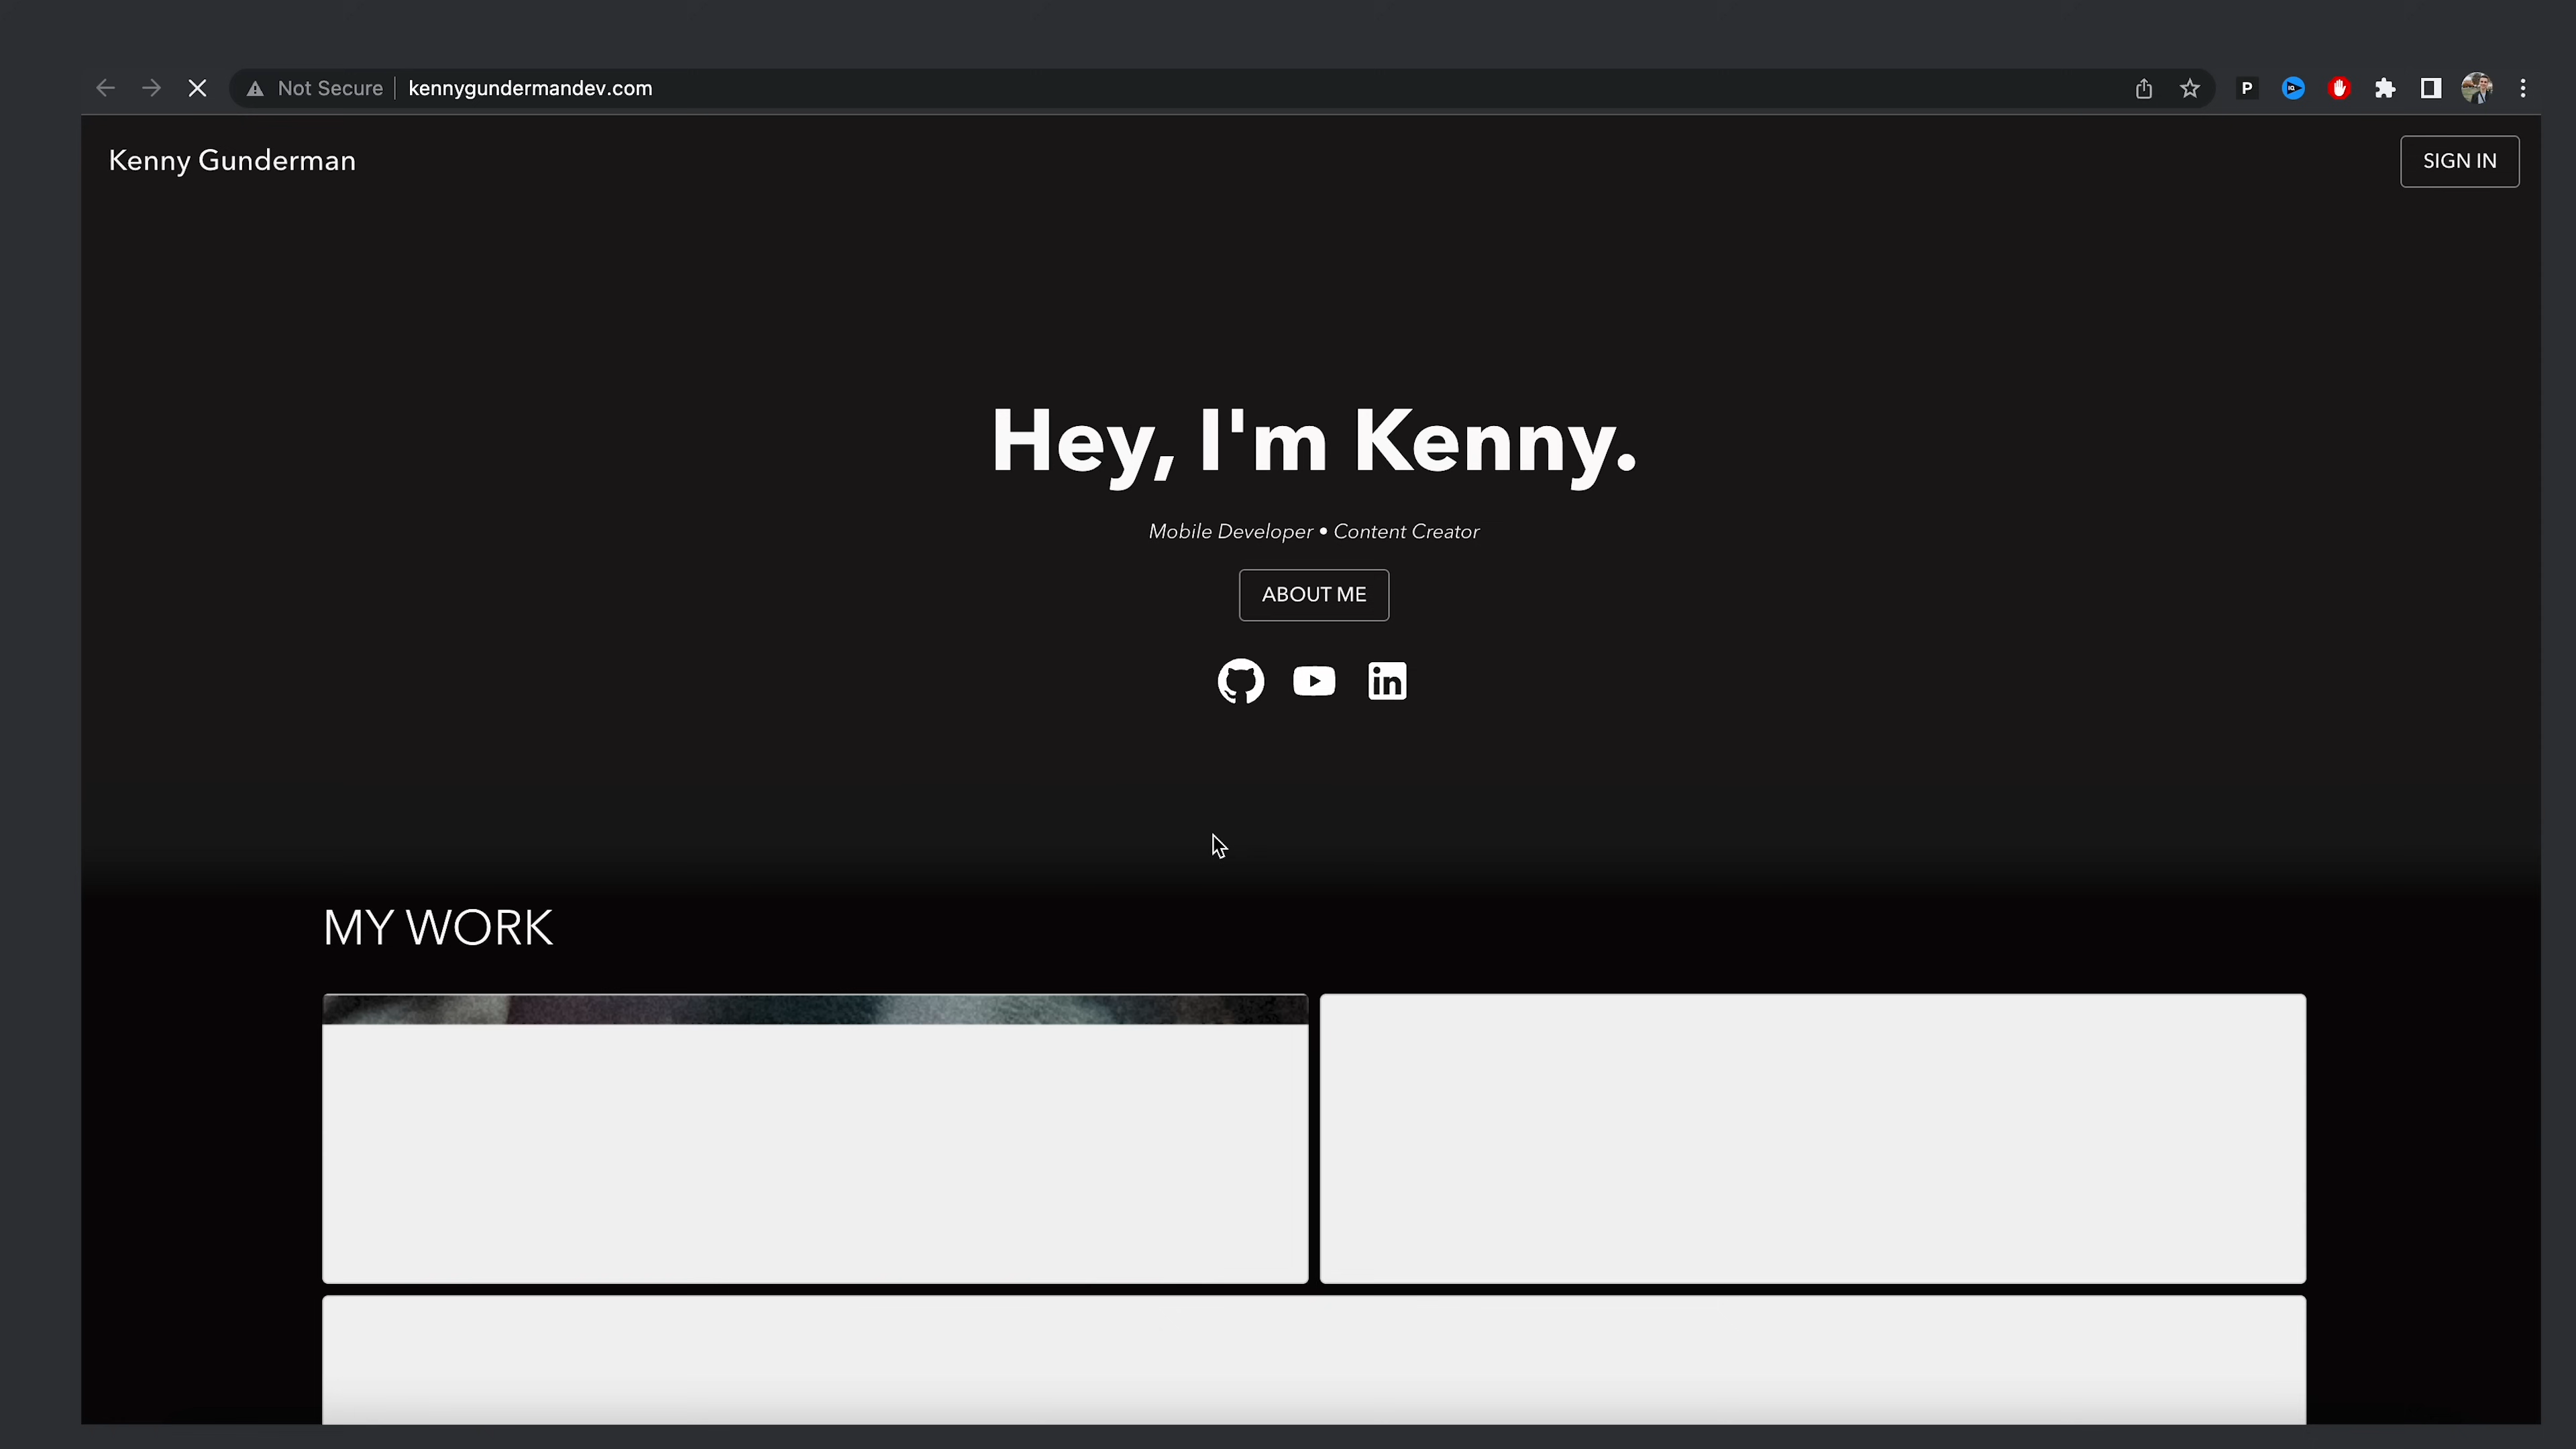 Not Secure kennygundermandev.com P
Kenny Gunderman
SIGN IN
Hey, I'm Kenny.
Mobile Developer • Content Creator
ABOUT ME
in
MY WORK